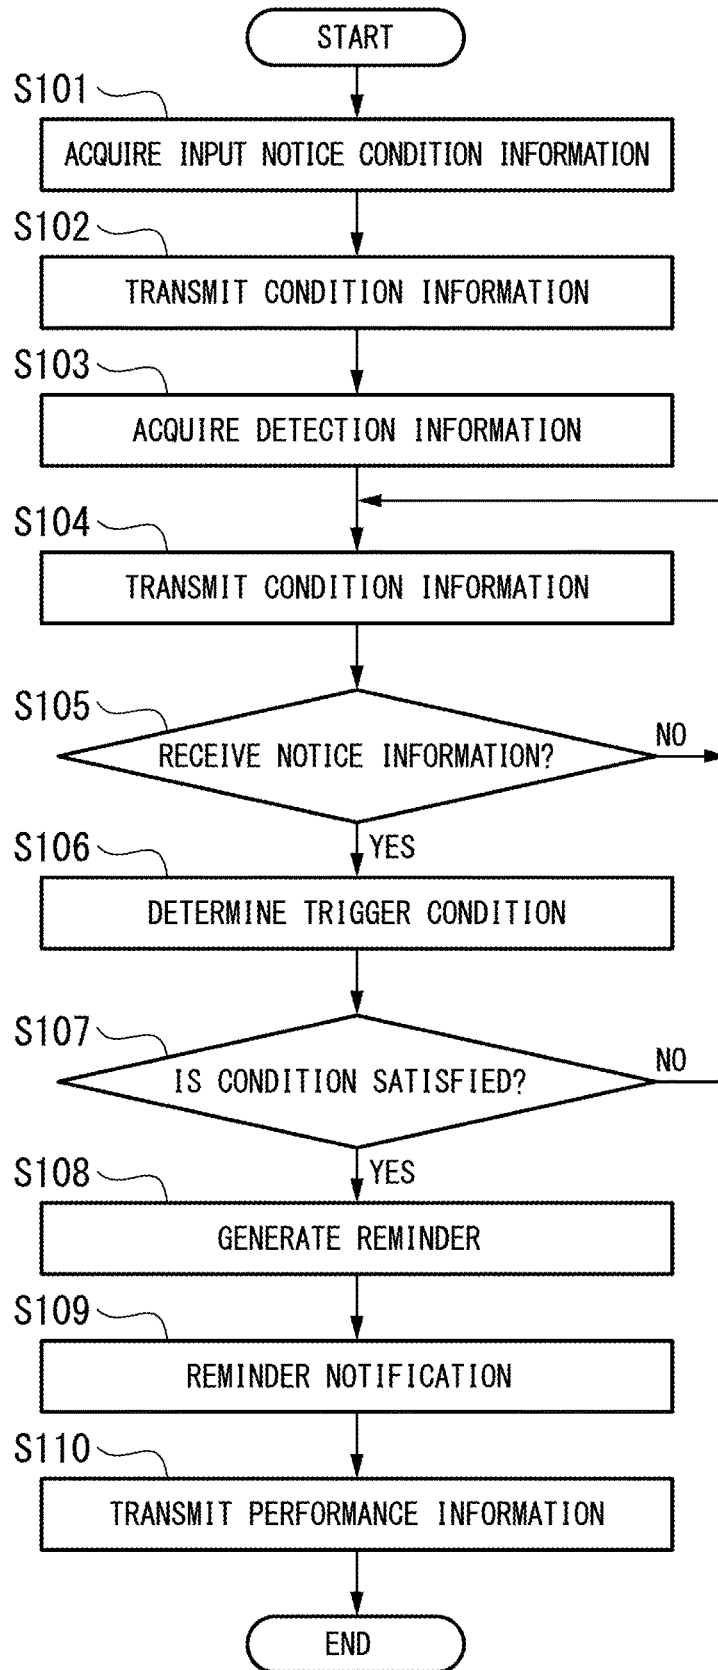 START
S101
ACQUIRE INPUT NOTICE CONDITION INFORMATION
S102
TRANSMIT CONDITION INFORMATION
S103
ACQUIRE DETECTION INFORMATION
S104
TRANSMIT CONDITION INFORMATION
S105
RECEIVE NOTICE INFORMATION?
NO
YES
S106
DETERMINE TRIGGER CONDITION
S107
IS CONDITION SATISFIED?
NO
YES
S108
GENERATE REMINDER
S109
REMINDER NOTIFICATION
S110
TRANSMIT PERFORMANCE INFORMATION
END